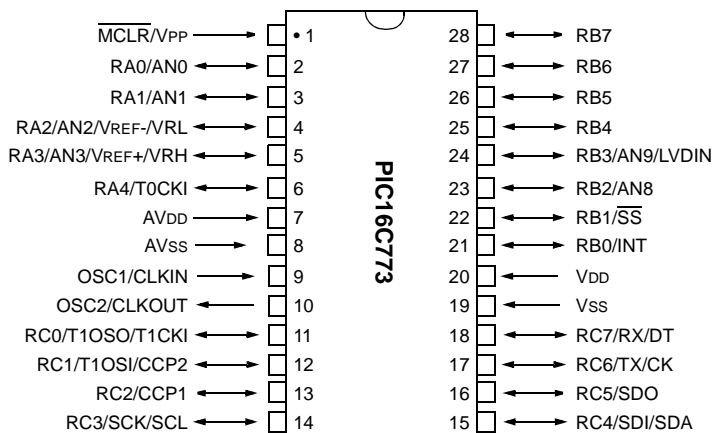 MCLR/VPP • 1 28 RB7
RA0/AN0 2 27 RB6
RA1/AN1 3 26 RB5
RA2/AN2/VREF-/VRL 4 25 RB4
RA3/AN3/VREF+/VRH 5 24 RB3/AN9/LVDIN
RA4/T0CKI 6 23 RB2/AN8
AVDD 7 22 RB1/SS
AVSS 8 21 RB0/INT
OSC1/CLKIN 9 20 VDD
OSC2/CLKOUT 10 19 VSS
RC0/T1OSO/T1CKI 11 18 RC7/RX/DT
RC1/T1OSI/CCP2 12 17 RC6/TX/CK
RC2/CCP1 13 16 RC5/SDO
RC3/SCK/SCL 14 15 RC4/SDI/SDA
PIC16C773